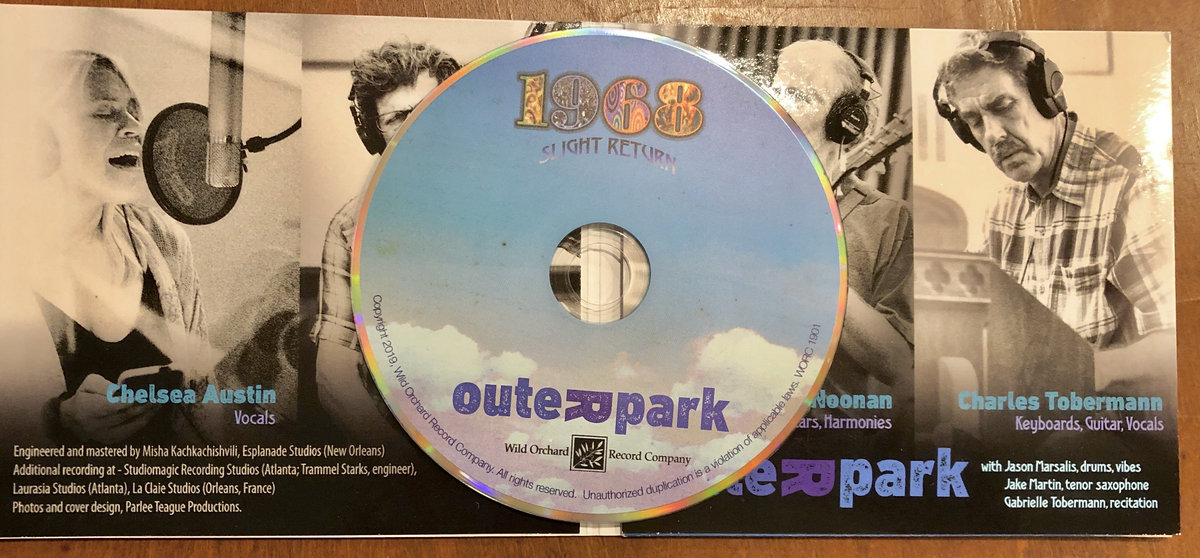 1968
SLIGHT RETURN
outeRpark
Wild Orchard Record Company
Copyright 2019, Wild Orchard Record Company. All rights reserved. Unauthorized duplication is a violation of applicable laws. WORC 1901
Chelsea Austin
Vocals
Noonan
Harmonies
Charles Tobermann
Keyboards, Guitar, Vocals
Engineered and mastered by Misha Kachkachishvili, Esplanade Studios (New Orleans)
Additional recording at - Studiomagic Recording Studios (Atlanta; Trammel Starks, engineer),
Laurasia Studios (Atlanta), La Claie Studios (Orleans, France)
Photos and cover design, Parlee Teague Productions.
teRpark
with Jason Marsalis, drums, vibes
Jake Martin, tenor saxophone
Gabrielle Tobermann, recitation